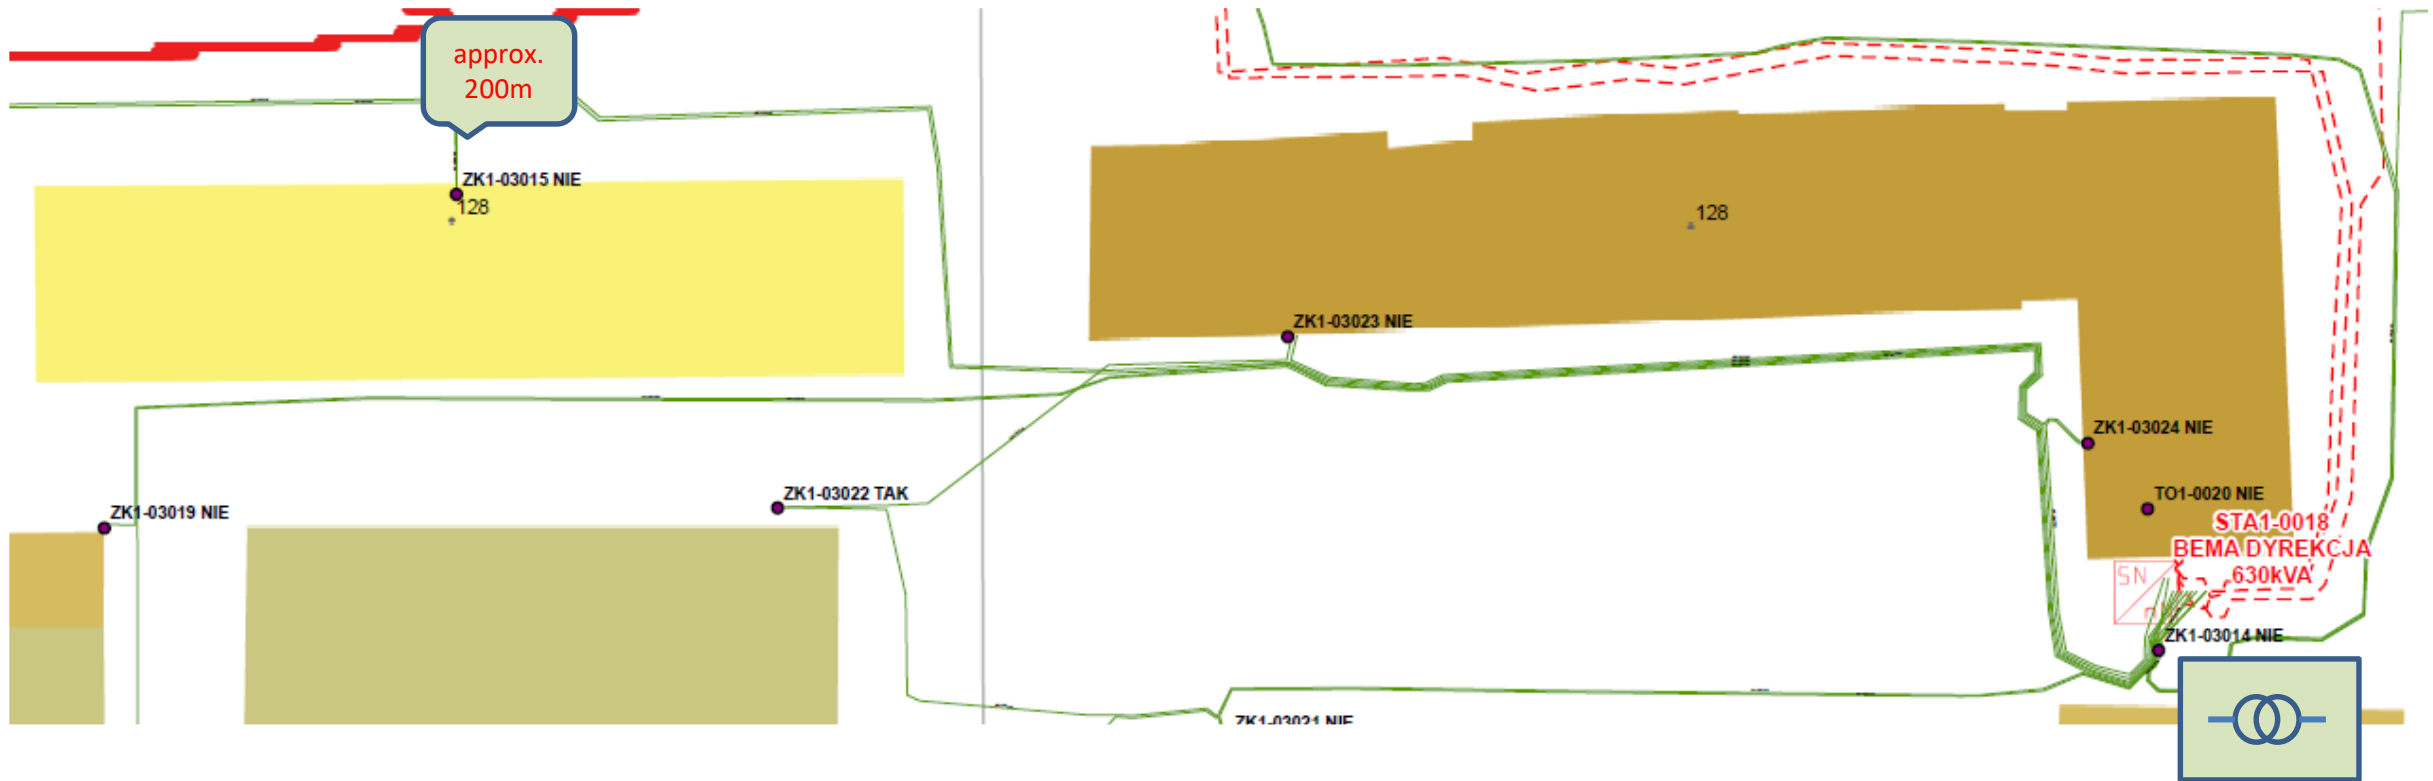 approx.
200m
ZK1-03015 NIE
128
128
ZK1-03023 NIE
ZK1-03024 NIE
ZK1-03022 TAK
TO1-0020 NIE
ZK1-03019 NIE
STA1-0018
BEMA DYREKCJA
630kVA
SN
ZK1-03014 NIE
ZK1-03021 NIE